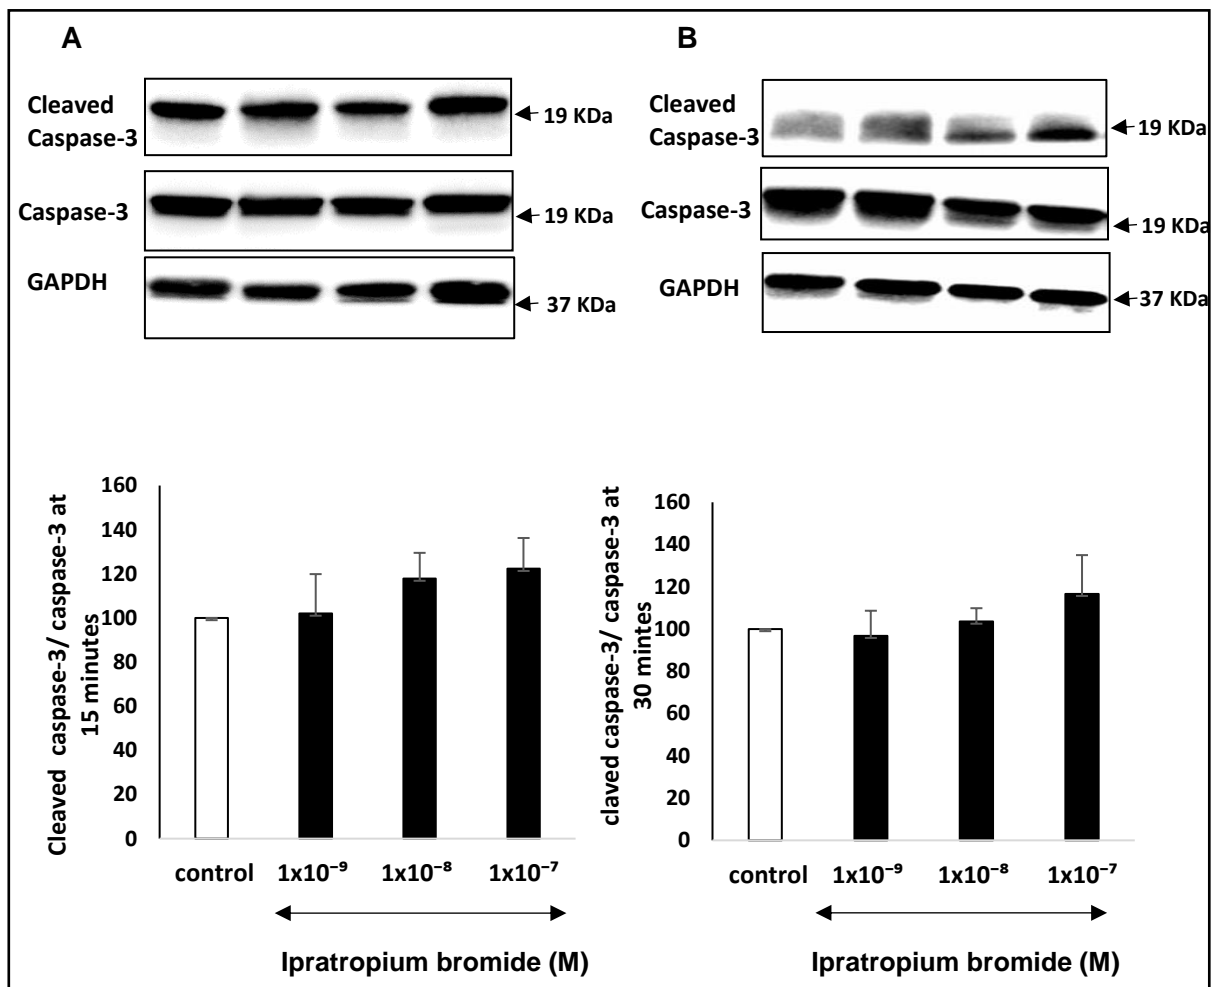 A
Cleaved
Caspase-3
19 KDa
Caspase-3
19 KDa
GAPDH
37 KDa
Cleaved caspase-3/ caspase-3 at
15 minutes
160
140
120
100
80
60
40
20
0
control 1x10⁻⁹ 1x10⁻⁸ 1x10⁻⁷
Ipratropium bromide (M)
B
Cleaved
Caspase-3
19 KDa
Caspase-3
19 KDa
GAPDH
37 KDa
claved caspase-3/ caspase-3 at
30 mintes
160
140
120
100
80
60
40
20
0
control 1x10⁻⁹ 1x10⁻⁸ 1x10⁻⁷
Ipratropium bromide (M)